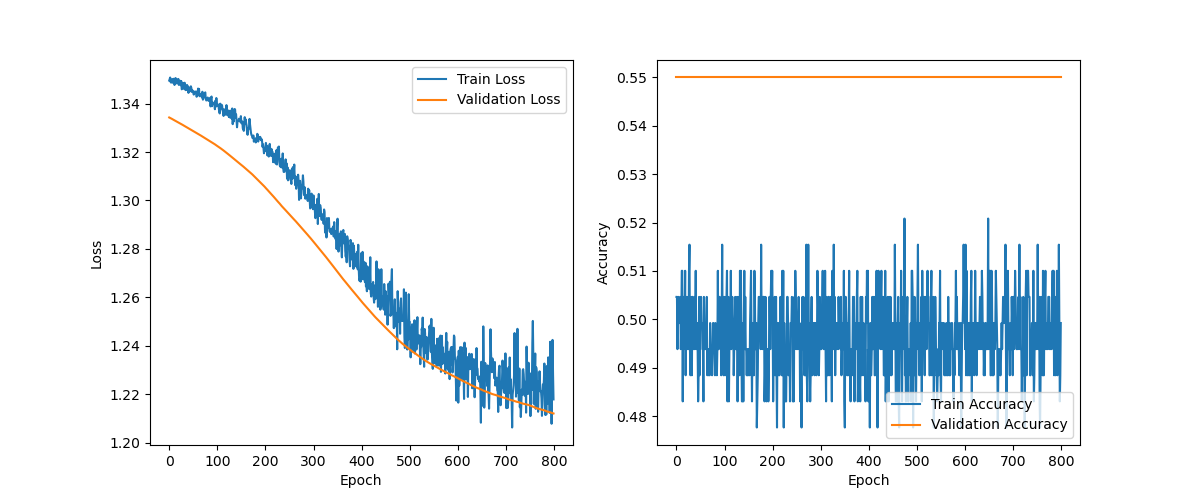 Train Loss
Validation Loss
1.34
1.32
1.30
1.28
1.26
1.24
1.22
1.20
Loss
0 100 200 300 400 500 600 700 800
Epoch
0.55
0.54
0.53
0.52
0.51
0.50
0.49
0.48
Accuracy
Train Accuracy
Validation Accuracy
0 100 200 300 400 500 600 700 800
Epoch